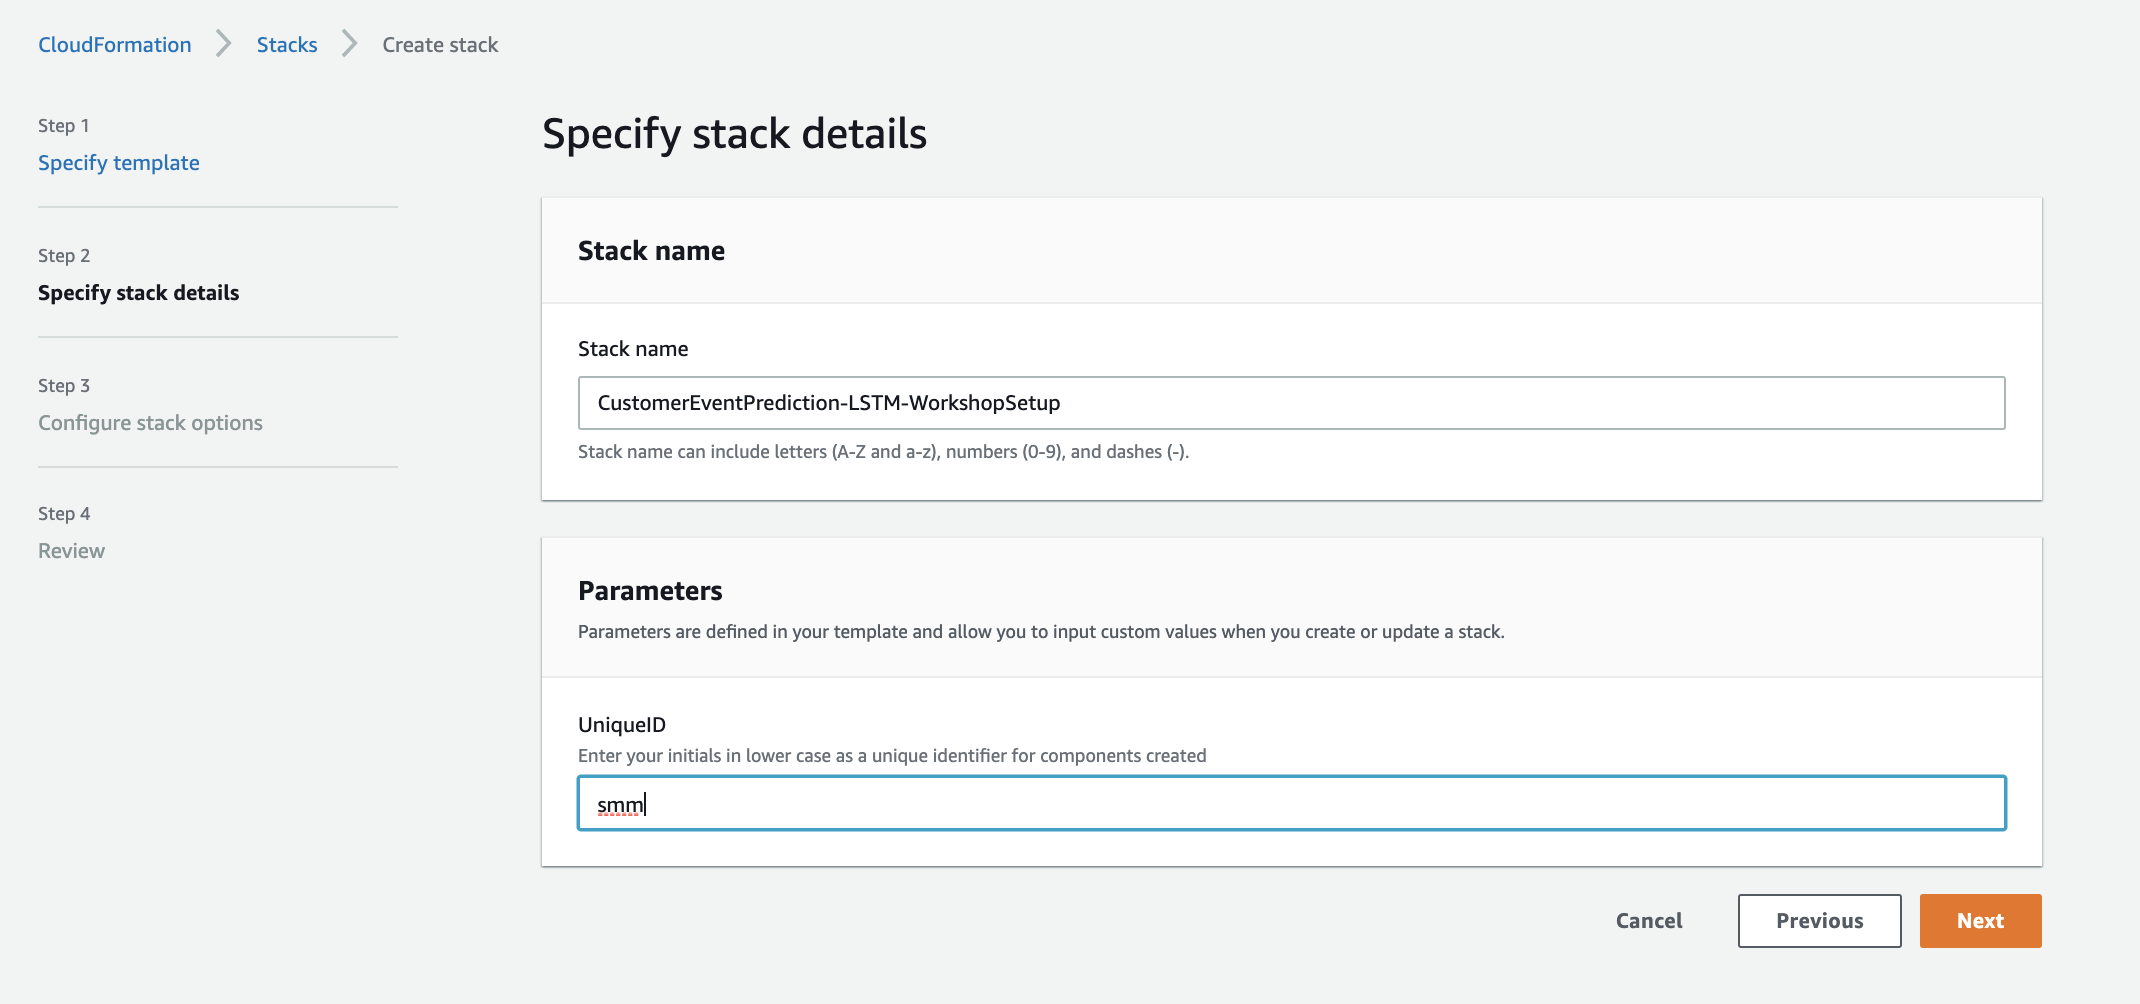 CloudFormation > Stacks > Create stack
Step 1
Specify template
Step 2
Specify stack details
Step 3
Configure stack options
Step 4
Review
Specify stack details
Stack name
Stack name
CustomerEventPrediction-LSTM-WorkshopSetup
Stack name can include letters (A-Z and a-z), numbers (0-9), and dashes (-).
Parameters
Parameters are defined in your template and allow you to input custom values when you create or update a stack.
UniqueID
Enter your initials in lower case as a unique identifier for components created
smm
Cancel Previous Next